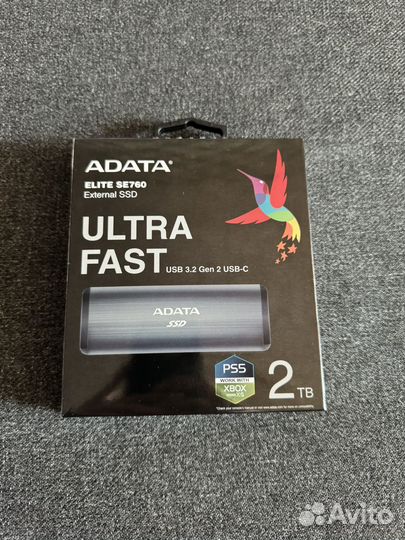 ADATA®
ELITE SE760
External SSD
ULTRA
FAST
USB 3.2 Gen 2 USB-C
ADATA
SSD
PS5
WORK WITH
XBOX
2TB
Avito